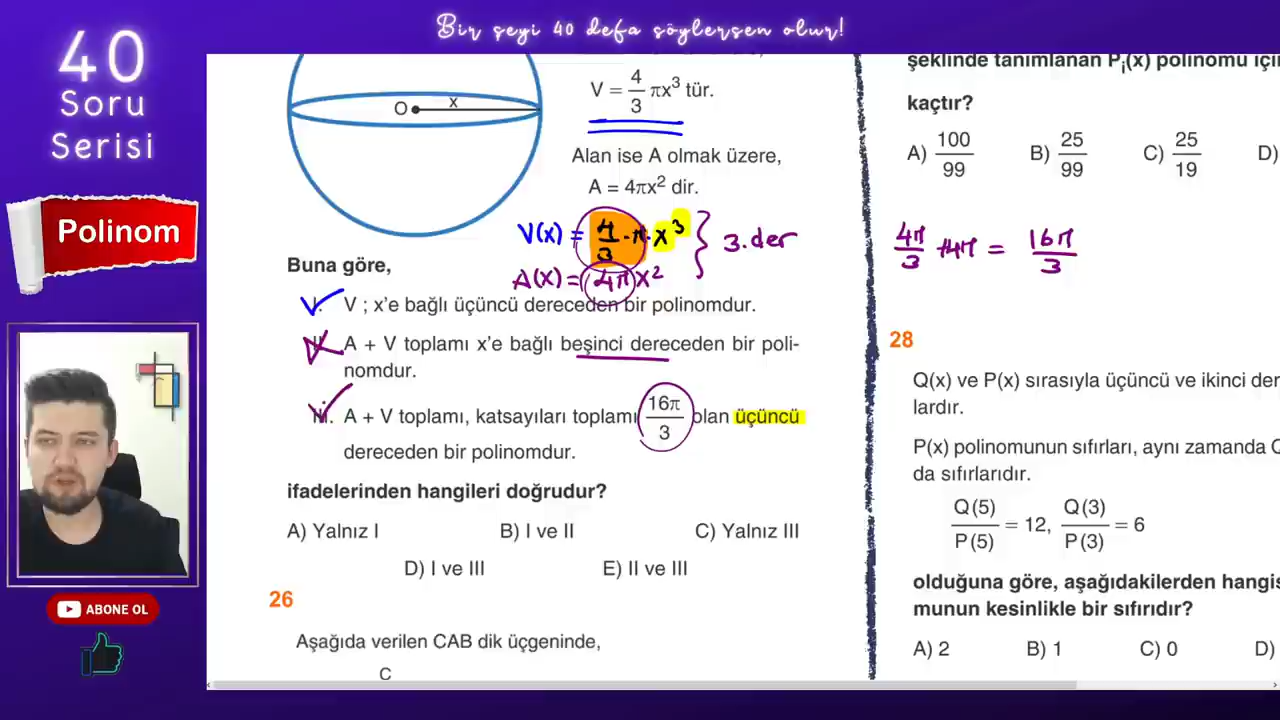 Bir şeyi 40 defa söylersen olur!
40
Soru
Serisi
Polinom
ABONE OL
O
x
V = 4/3 πx³ tür.
Alan ise A olmak üzere,
A = 4πx² dir.
V(x) = 4/3 · π · x³
A(x) = 4π x²
3. der
Buna göre,
I. V ; x'e bağlı üçüncü dereceden bir polinomdur.
II. A + V toplamı x'e bağlı beşinci dereceden bir poli-
nomdur.
III. A + V toplamı, katsayıları toplamı 16π/3 olan üçüncü
dereceden bir polinomdur.
ifadelerinden hangileri doğrudur?
A) Yalnız I B) I ve II C) Yalnız III
D) I ve III E) II ve III
26
Aşağıda verilen CAB dik üçgeninde,
C
şeklinde tanımlanan Pᵢ(x) polinomu
kaçtır?
A) 100/99 B) 25/99 C) 25/19 D)
4π/3 + 4π = 16π/3
28
Q(x) ve P(x) sırasıyla üçüncü ve ikinci der
lardır.
P(x) polinomunun sıfırları, aynı zamanda Q
da sıfırlarıdır.
Q(5)/P(5) = 12, Q(3)/P(3) = 6
olduğuna göre, aşağıdakilerden hangis
munun kesinlikle bir sıfırıdır?
A) 2 B) 1 C) 0 D)